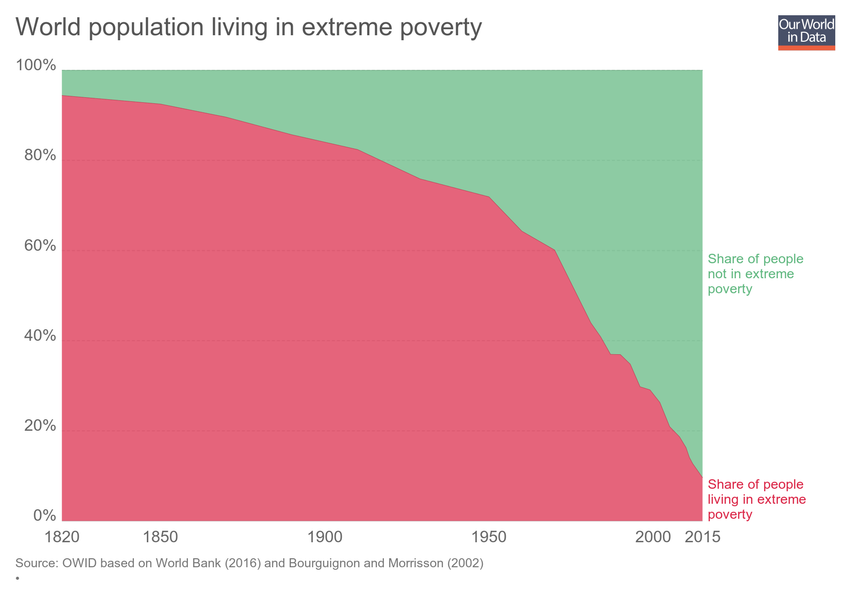 World population living in extreme poverty
Our World
in Data
100%
80%
60%
40%
20%
0%
Share of people
not in extreme
poverty
Share of people
living in extreme
poverty
1820
1850
1900
1950
2000
2015
Source: OWID based on World Bank (2016) and Bourguignon and Morrisson (2002)
•